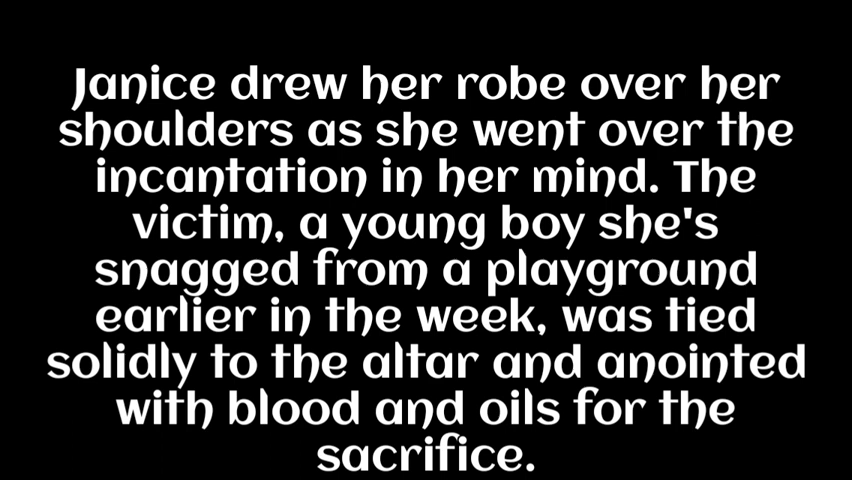 Janice drew her robe over her
shoulders as she went over the
incantation in her mind. The
victim, a young boy she's
snagged from a playground
earlier in the week, was tied
solidly to the altar and anointed
with blood and oils for the
sacrifice.